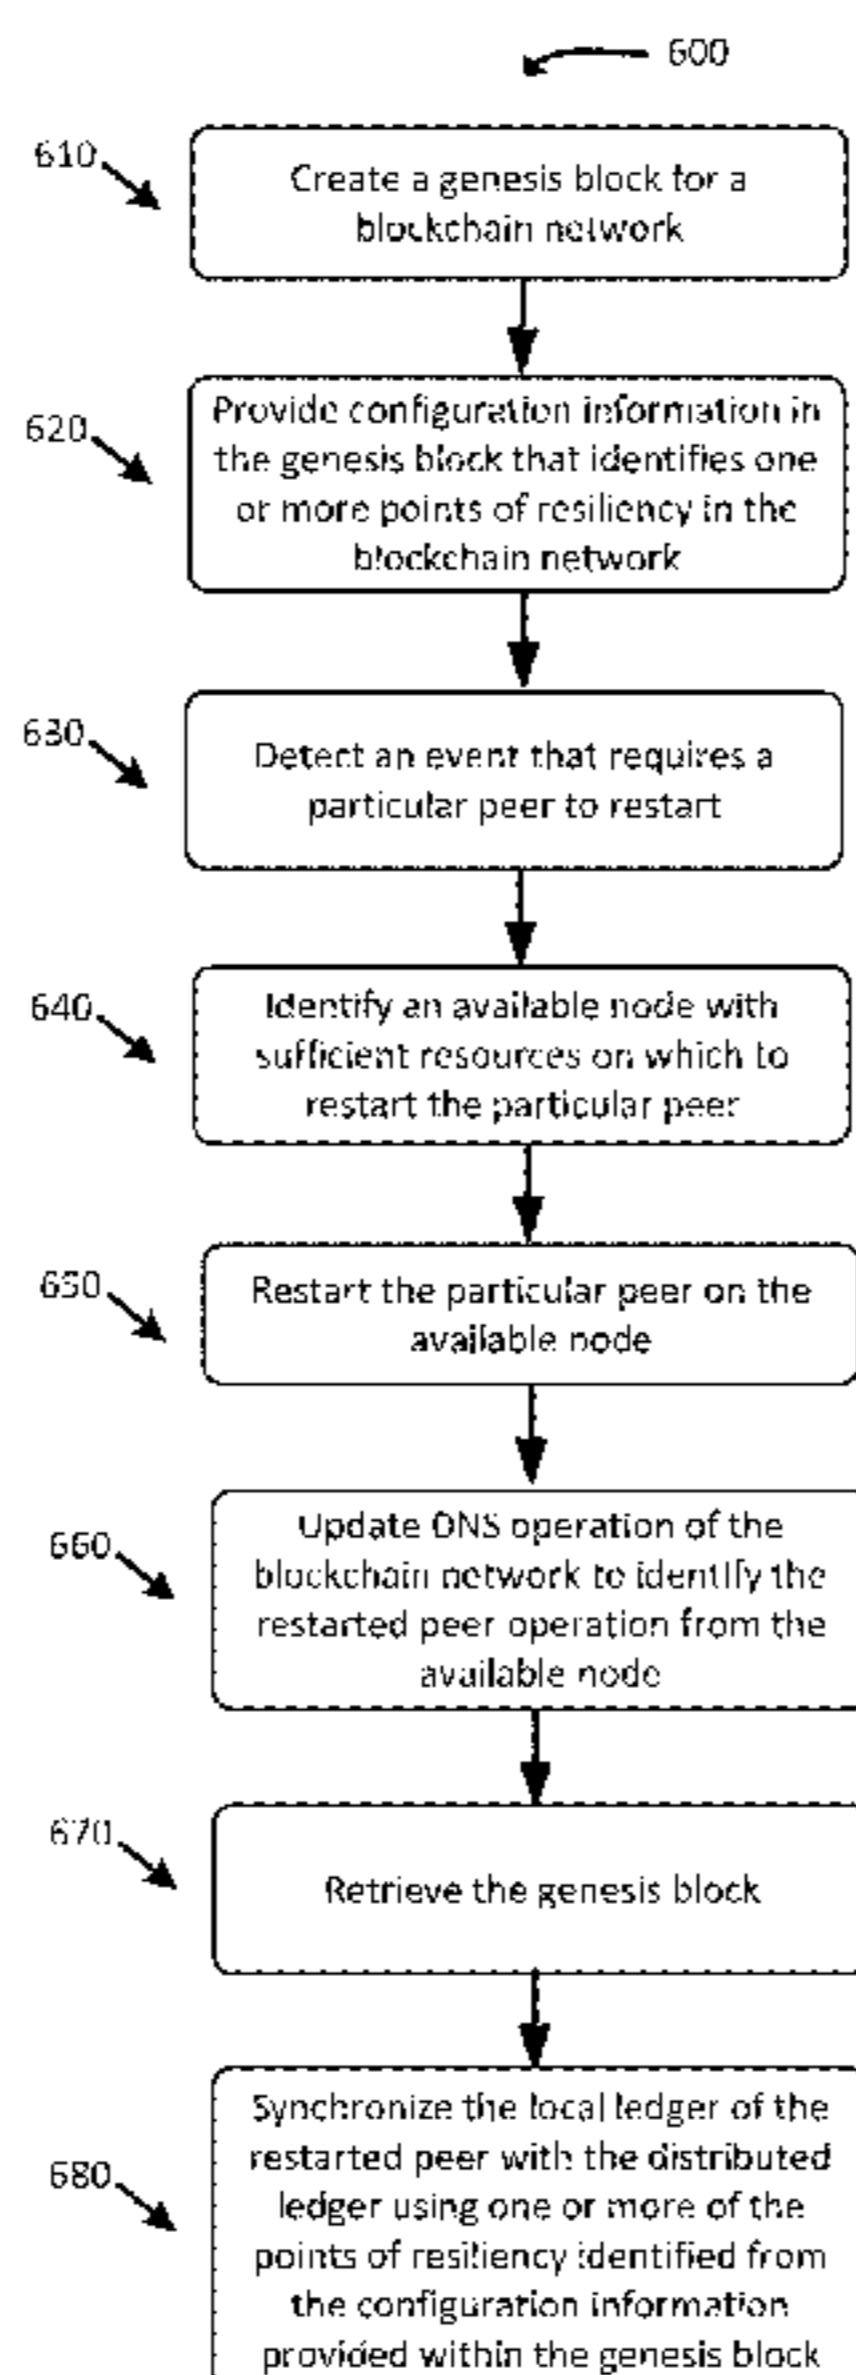 600
610
Create a genesis block for a
blockchain network
620
Provide configuration information in
the genesis block that identifies one
or more points of resiliency in the
blockchain network
630
Detect an event that requires a
particular peer to restart
640
Identify an available node with
sufficient resources on which to
restart the particular peer
650
Restart the particular peer on the
available node
660
Update DNS operation of the
blockchain network to identify the
restarted peer operation from the
available node
670
Retrieve the genesis block
680
Synchronize the local ledger of the
restarted peer with the distributed
ledger using one or more of the
points of resiliency identified from
the configuration information
provided within the genesis block